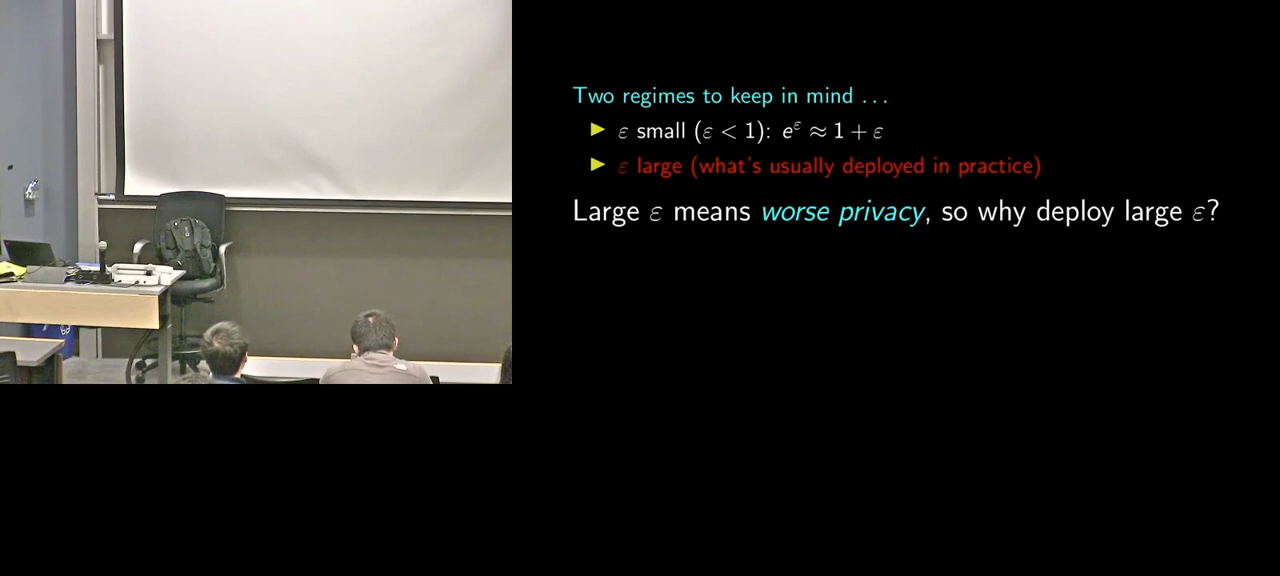 Two regimes to keep in mind ...
▶ ε small (ε < 1): e^ε ≈ 1 + ε
▶ ε large (what's usually deployed in practice)
Large ε means worse privacy, so why deploy large ε?